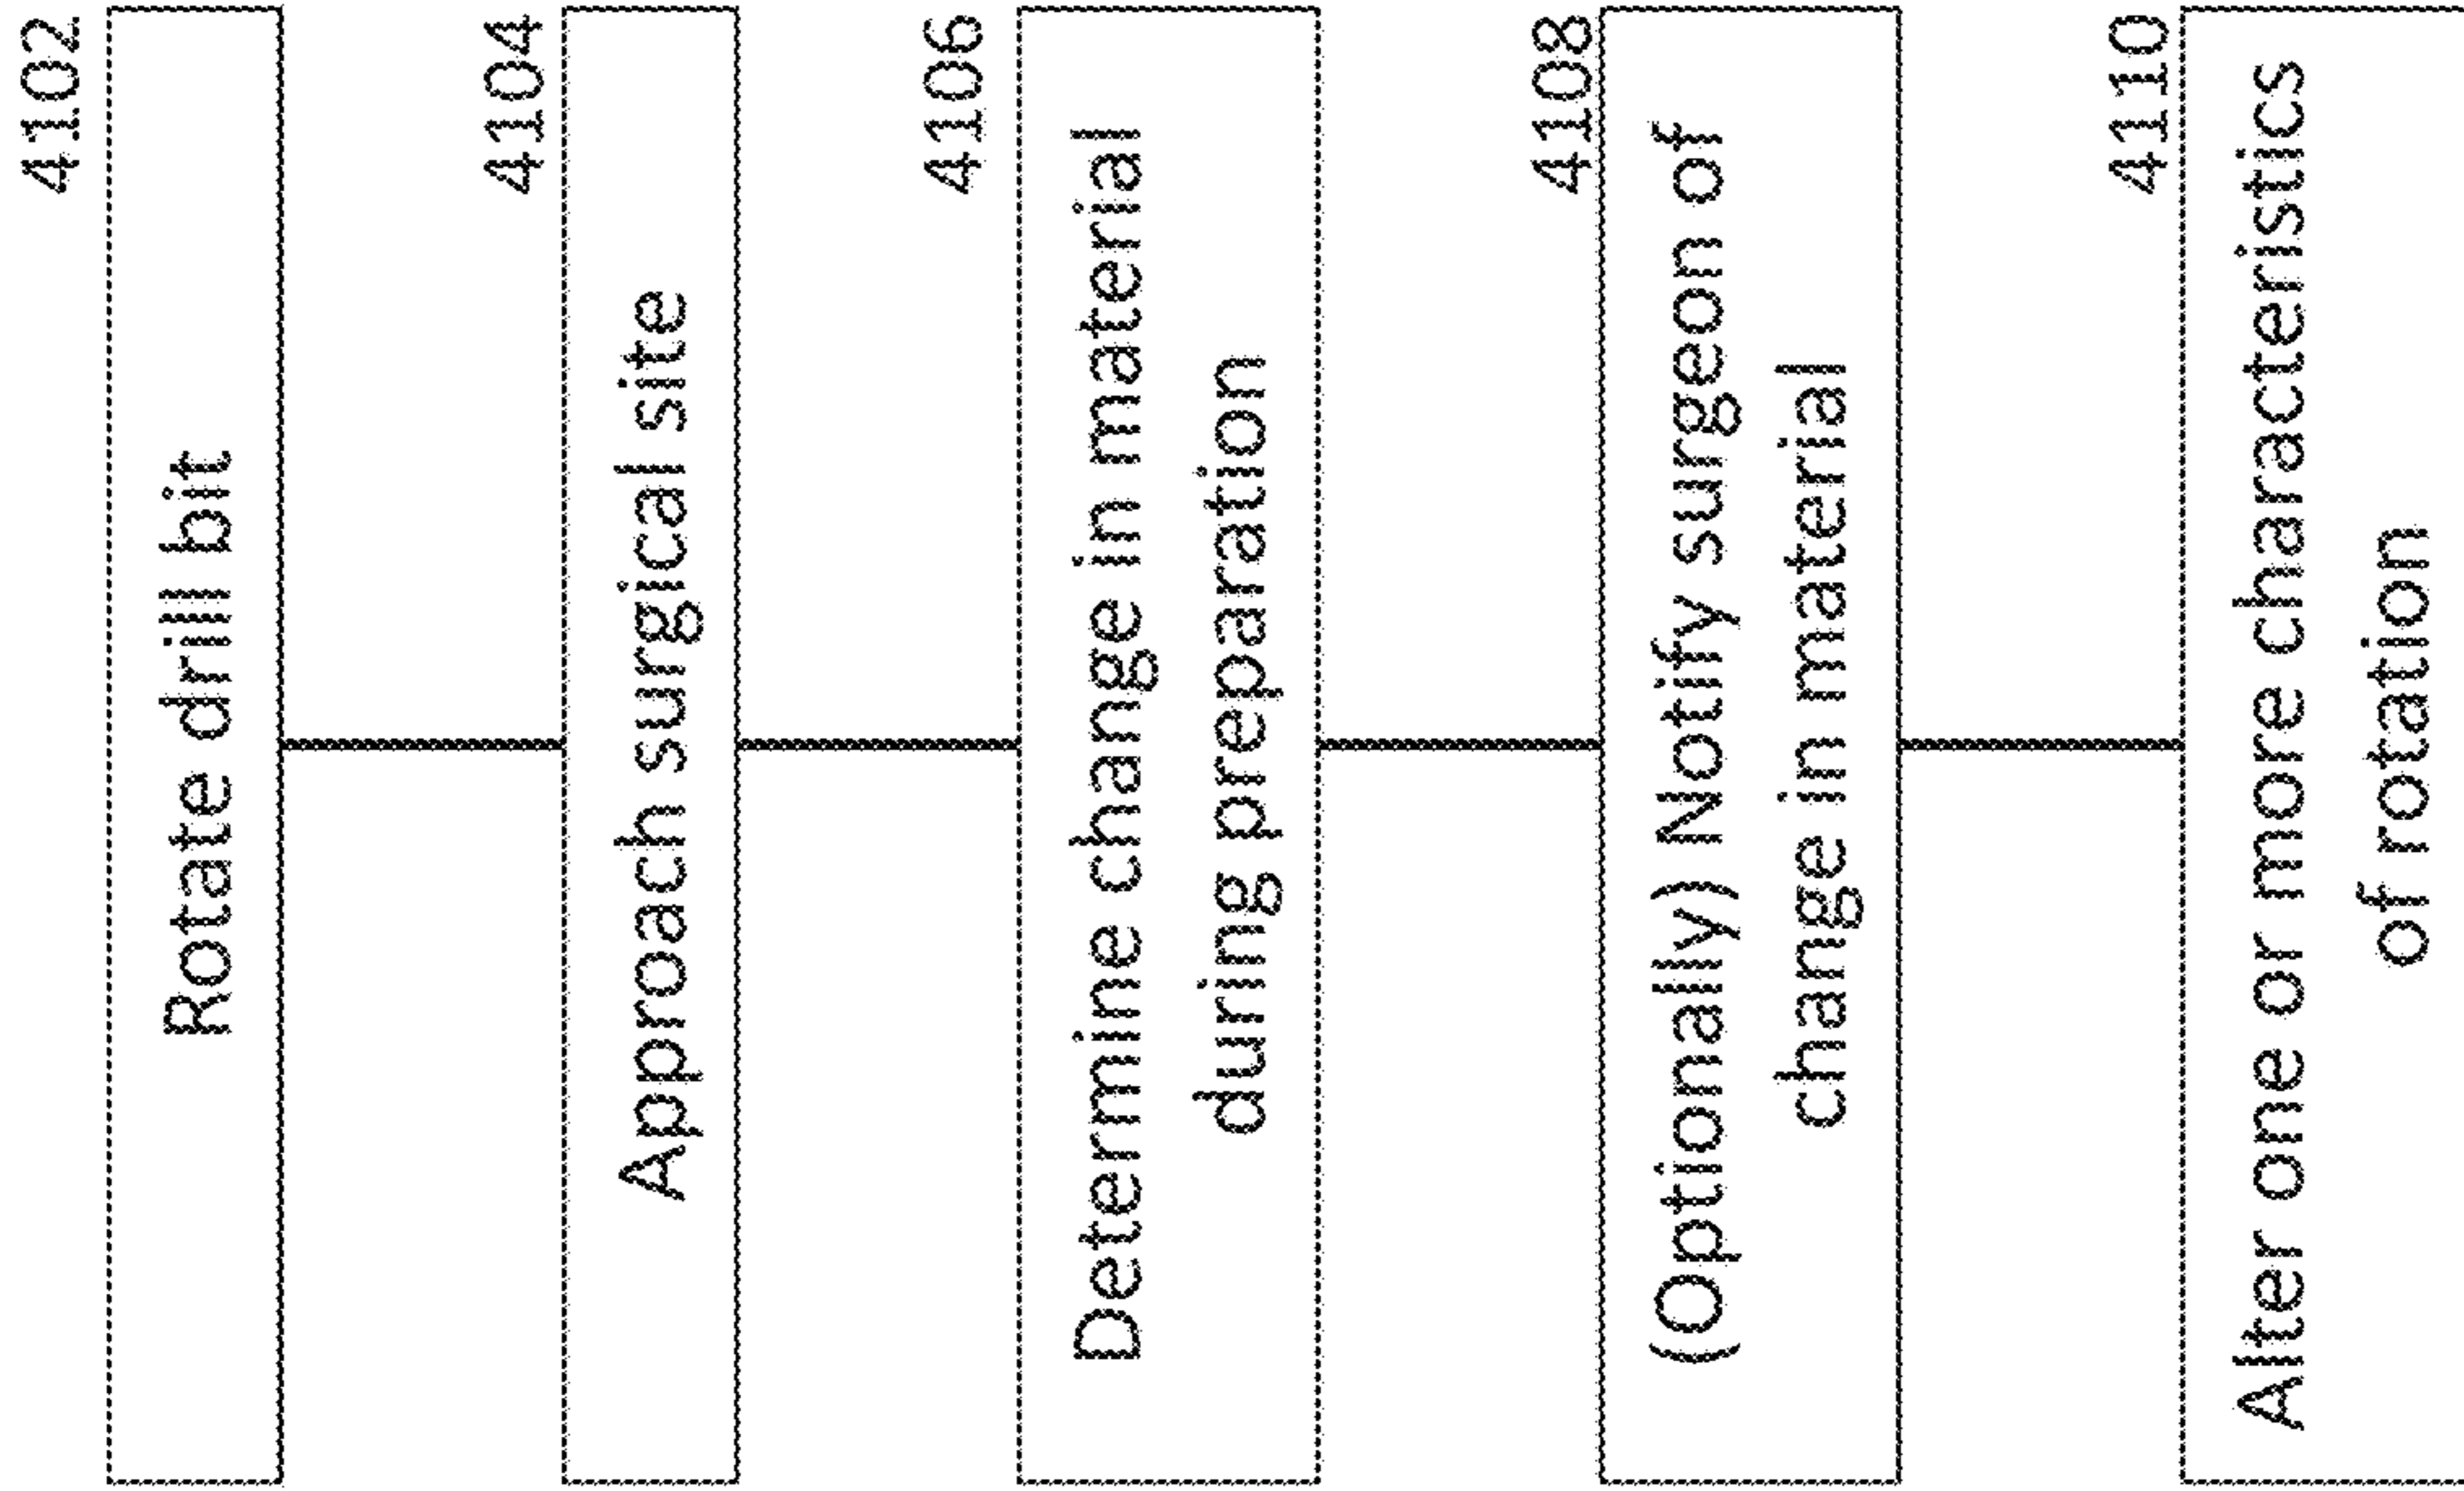 4102
Rotate drill bit
4104
Approach surgical site
4106
Determine change in material
during preparation
4108
(Optionally) Notify surgeon of
change in material
4110
Alter one or more characteristics
of rotation